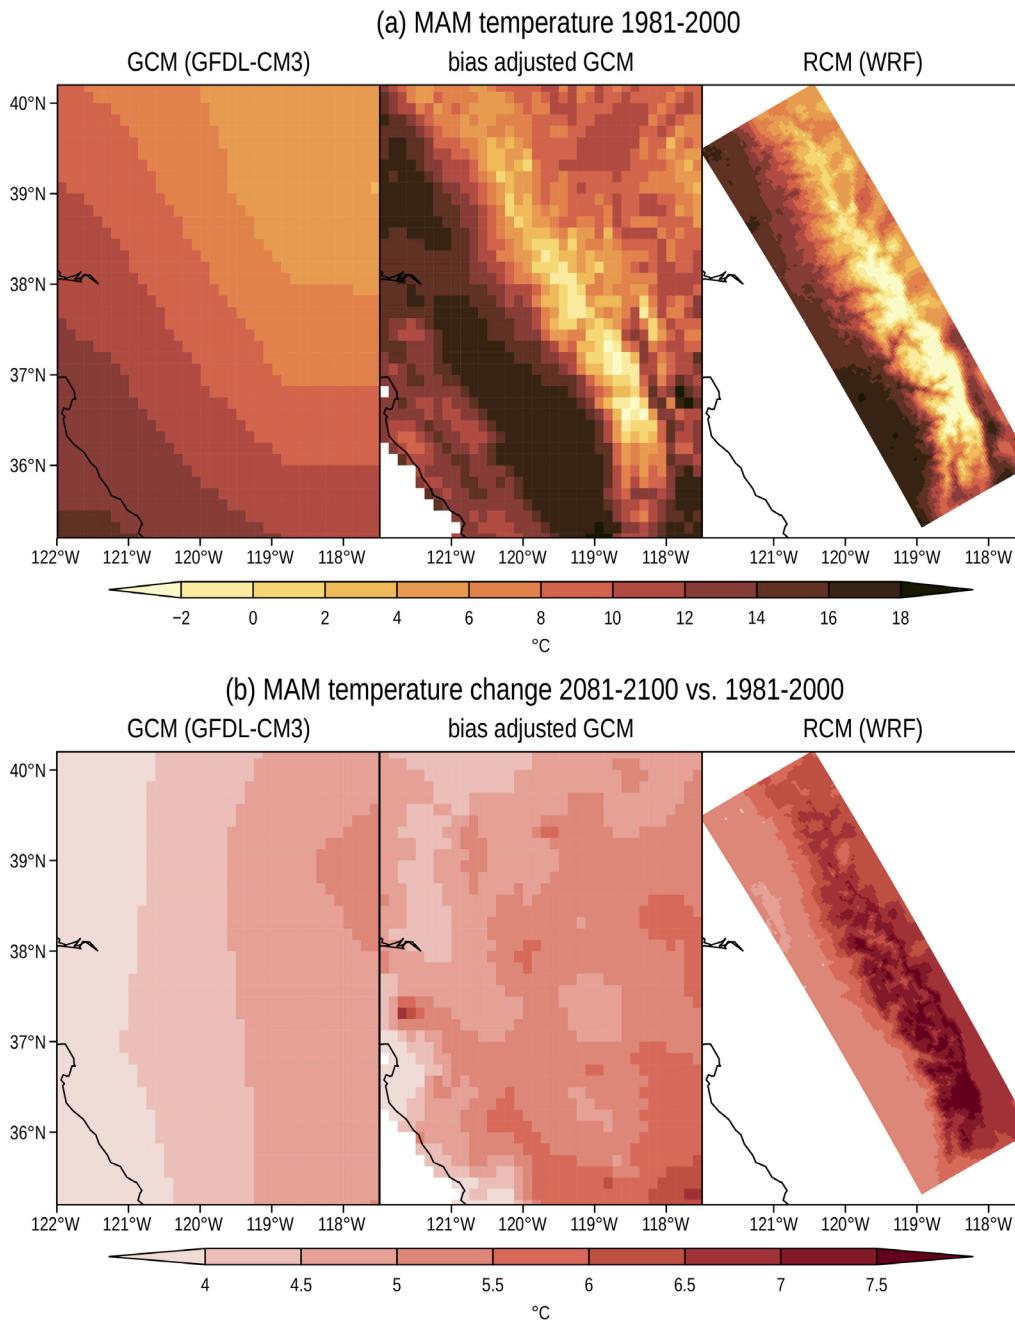 (a) MAM temperature 1981-2000
GCM (GFDL-CM3) bias adjusted GCM RCM (WRF)
40°N
39°N
38°N
37°N
36°N
122°W 121°W 120°W 119°W 118°W 121°W 120°W 119°W 118°W 121°W 120°W 119°W 118°W
−2 0 2 4 6 8 10 12 14 16 18
°C
(b) MAM temperature change 2081-2100 vs. 1981-2000
GCM (GFDL-CM3) bias adjusted GCM RCM (WRF)
40°N
39°N
38°N
37°N
36°N
122°W 121°W 120°W 119°W 118°W 121°W 120°W 119°W 118°W 121°W 120°W 119°W 118°W
4 4.5 5 5.5 6 6.5 7 7.5
°C